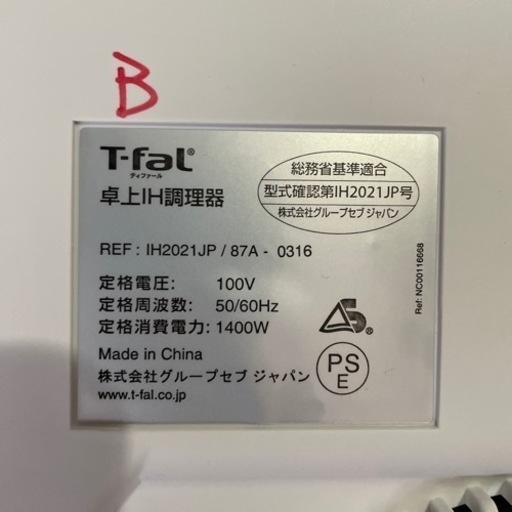 B
T-fal®
ティファール
卓上IH調理器
総務省基準適合
型式確認第IH2021JP号
株式会社グループセブ ジャパン
REF : IH2021JP / 87A - 0316
定格電圧: 100V
定格周波数: 50/60Hz
定格消費電力: 1400W
Made in China
株式会社グループセブ ジャパン
www.t-fal.co.jp
S®
PS
E
Ref: NC00116668